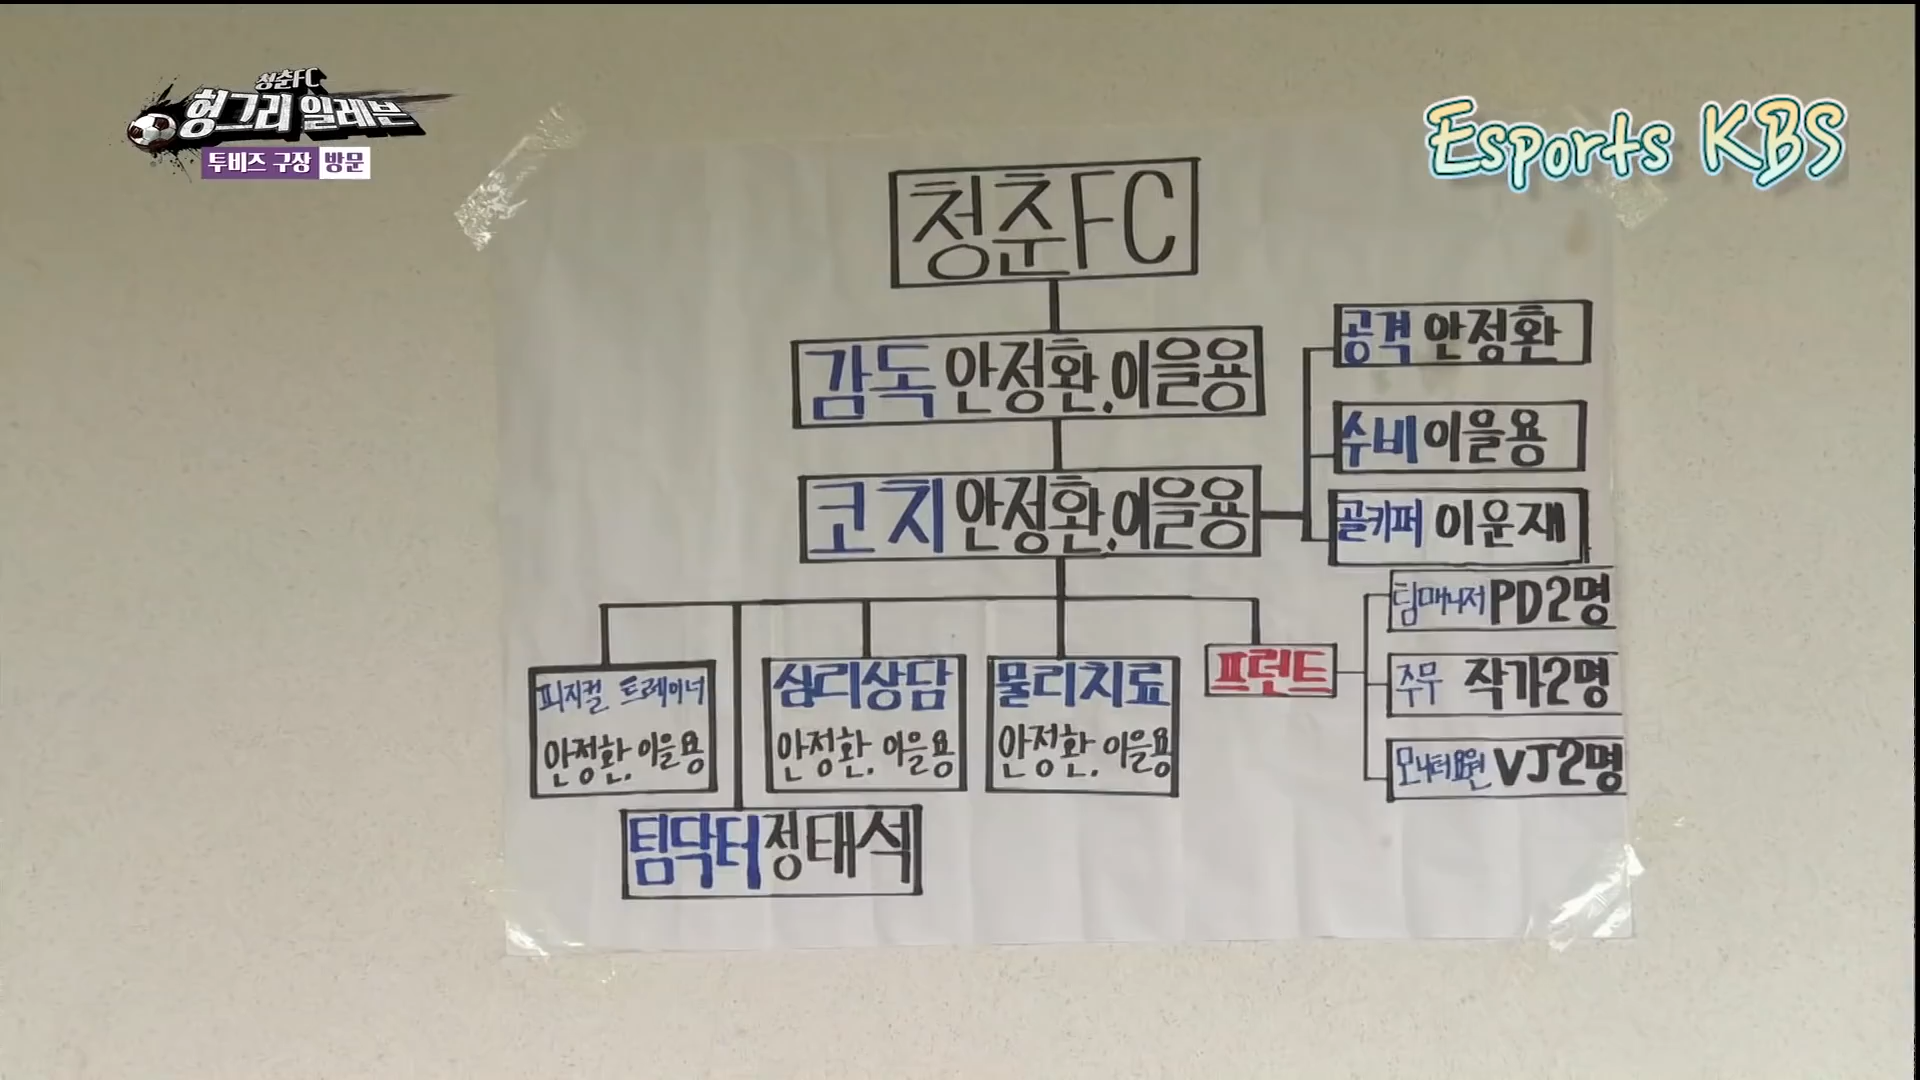 청춘FC
헝그리 일레븐
투비즈 구장 방문
Esports KBS
청춘FC
감독 안정환.이을용
코치 안정환.이을용
공격 안정환
수비 이을용
골키퍼 이운재
피지컬 트레이너
안정환.이을용
심리상담
안정환.이을용
물리치료
안정환.이을용
팀닥터 정태석
프런트
팀매니저 PD2명
주무 작가2명
모니터요원 VJ2명